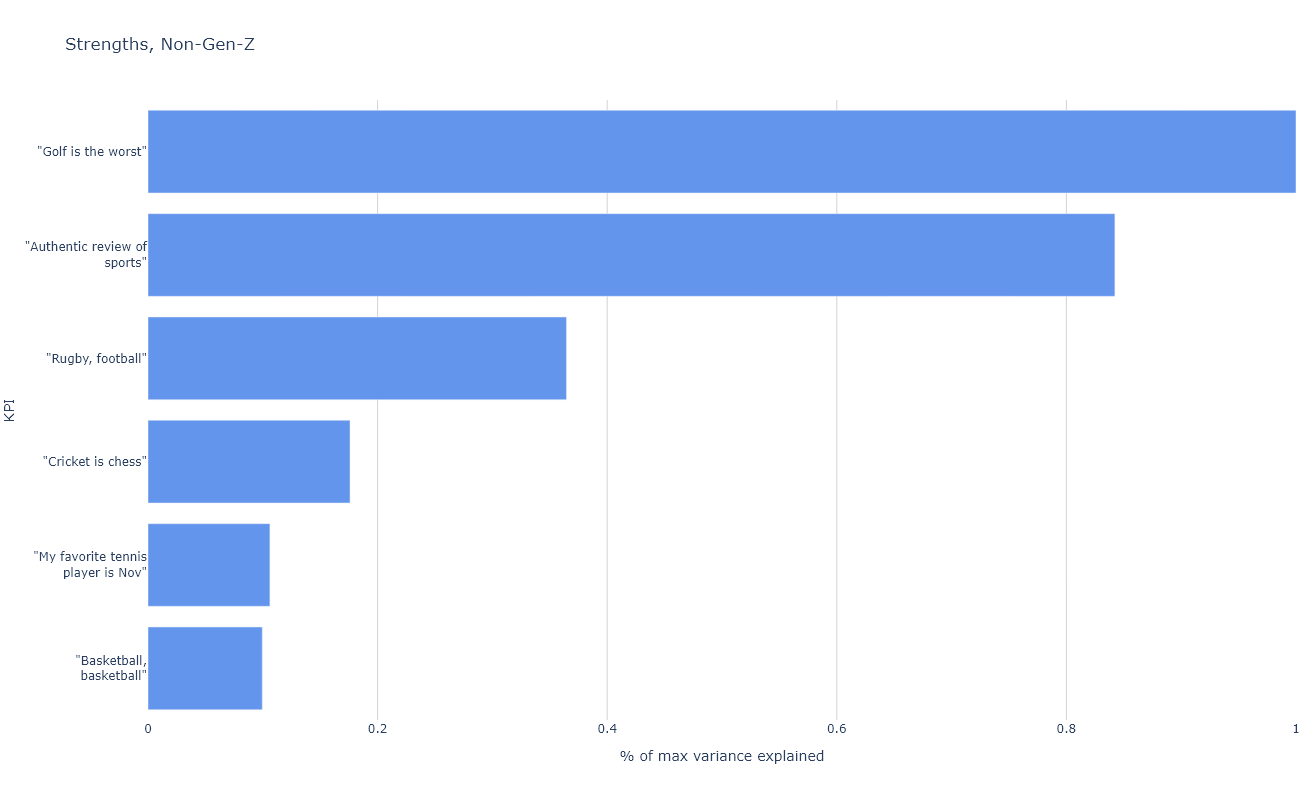 Strengths, Non-Gen-Z
"Golf is the worst"
"Authentic review of
sports"
"Rugby, football"
"Cricket is chess"
"My favorite tennis
player is Nov"
"Basketball,
basketball"
KPI
0 0.2 0.4 0.6 0.8 1
% of max variance explained